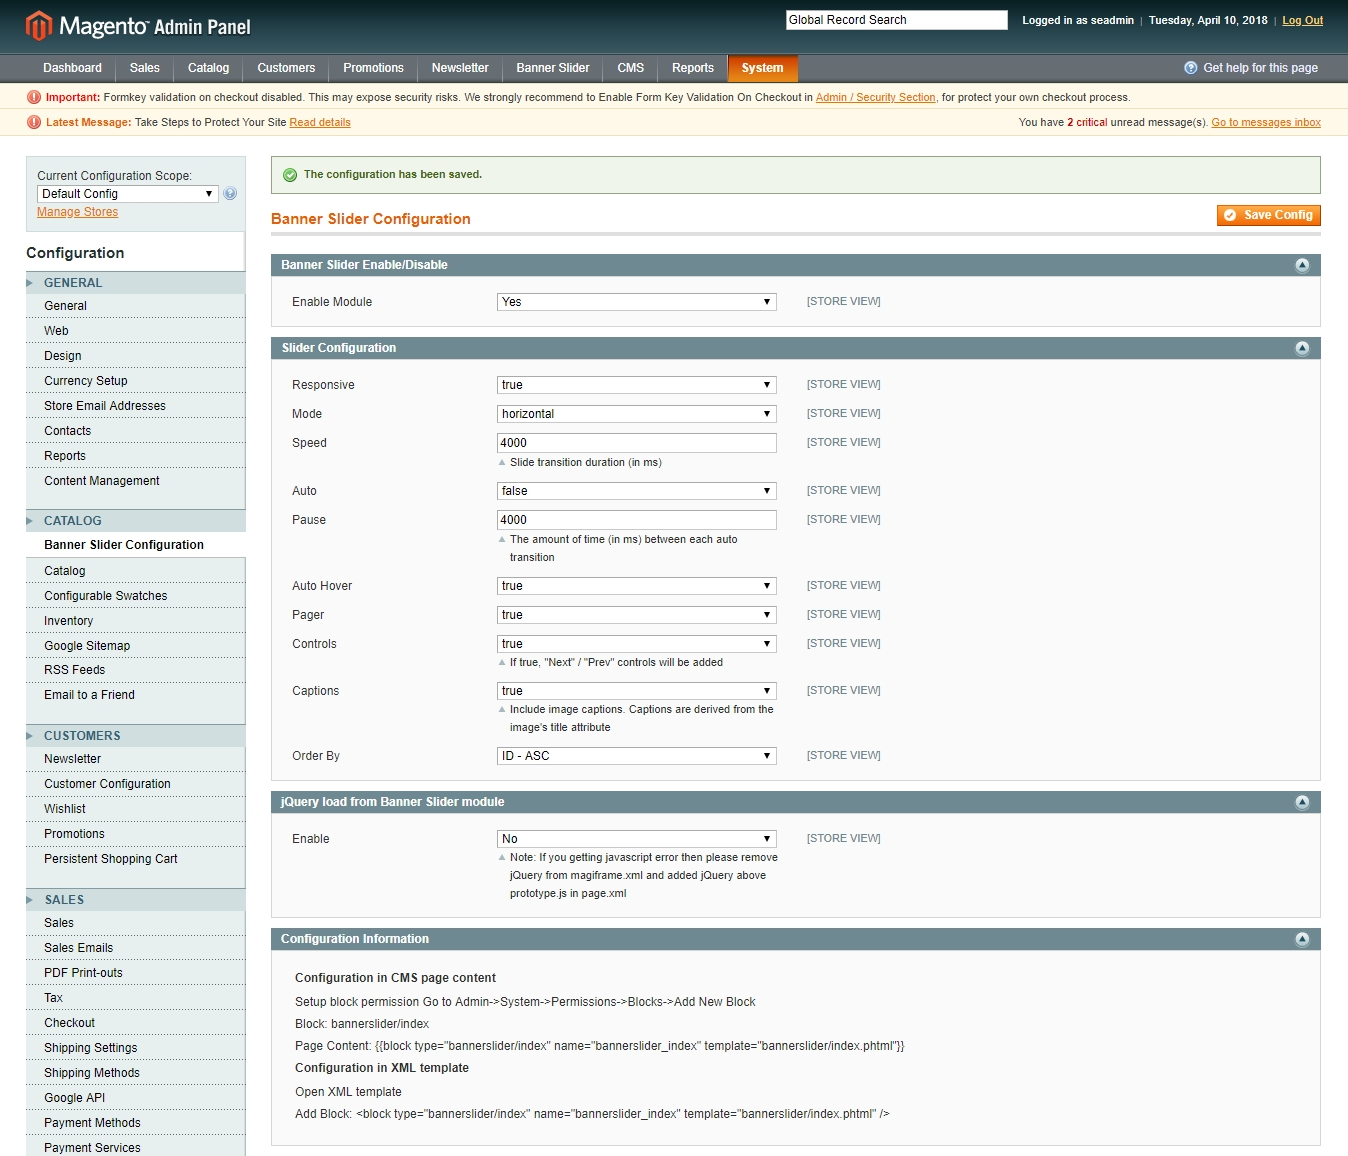 Magento Admin Panel
Global Record Search
Logged in as seadmin | Tuesday, April 10, 2018 | Log Out
Dashboard Sales Catalog Customers Promotions Newsletter Banner Slider CMS Reports System
Get help for this page
Important: Formkey validation on checkout disabled. This may expose security risks. We strongly recommend to Enable Form Key Validation On Checkout in Admin / Security Section, for protect your own checkout process.
Latest Message: Take Steps to Protect Your Site Read details
You have 2 critical unread message(s). Go to messages inbox
Current Configuration Scope:
Default Config
Manage Stores
Configuration
GENERAL
General
Web
Design
Currency Setup
Store Email Addresses
Contacts
Reports
Content Management
CATALOG
Banner Slider Configuration
Catalog
Configurable Swatches
Inventory
Google Sitemap
RSS Feeds
Email to a Friend
CUSTOMERS
Newsletter
Customer Configuration
Wishlist
Promotions
Persistent Shopping Cart
SALES
Sales
Sales Emails
PDF Print-outs
Tax
Checkout
Shipping Settings
Shipping Methods
Google API
Payment Methods
Payment Services
The configuration has been saved.
Banner Slider Configuration
Save Config
Banner Slider Enable/Disable
Enable Module Yes [STORE VIEW]
Slider Configuration
Responsive true [STORE VIEW]
Mode horizontal [STORE VIEW]
Speed 4000 [STORE VIEW]
Slide transition duration (in ms)
Auto false [STORE VIEW]
Pause 4000 [STORE VIEW]
The amount of time (in ms) between each auto
transition
Auto Hover true [STORE VIEW]
Pager true [STORE VIEW]
Controls true [STORE VIEW]
If true, "Next" / "Prev" controls will be added
Captions true [STORE VIEW]
Include image captions. Captions are derived from the
image's title attribute
Order By ID - ASC [STORE VIEW]
jQuery load from Banner Slider module
Enable No [STORE VIEW]
Note: If you getting javascript error then please remove
jQuery from magiframe.xml and added jQuery above
prototype.js in page.xml
Configuration Information
Configuration in CMS page content
Setup block permission Go to Admin->System->Permissions->Blocks->Add New Block
Block: bannerslider/index
Page Content: {{block type="bannerslider/index" name="bannerslider_index" template="bannerslider/index.phtml"}}
Configuration in XML template
Open XML template
Add Block: <block type="bannerslider/index" name="bannerslider_index" template="bannerslider/index.phtml" />